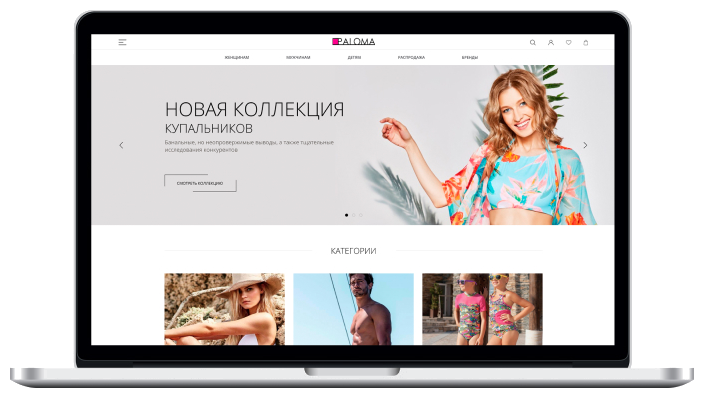 PALOMA
ЖЕНЩИНАМ МУЖЧИНАМ ДЕТЯМ РАСПРОДАЖА БРЕНДЫ
НОВАЯ КОЛЛЕКЦИЯ
КУПАЛЬНИКОВ
Банальные, но неопровержимые выводы, а также тщательные
исследования конкурентов
СМОТРЕТЬ КОЛЛЕКЦИЮ
КАТЕГОРИИ